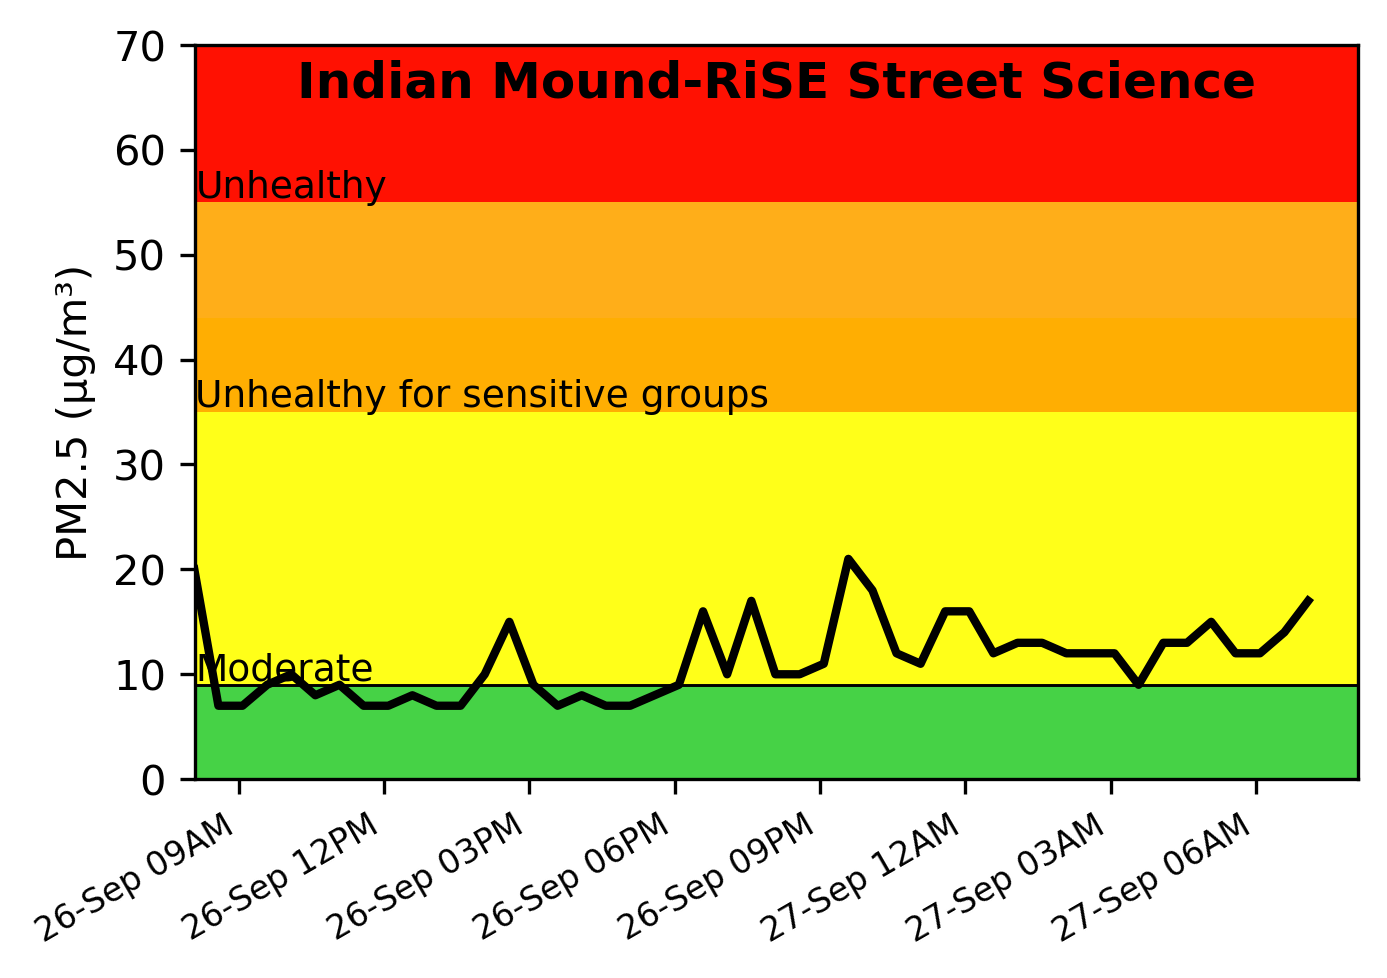 Indian Mound-RiSE Street Science
PM2.5 (µg/m³)
70
60
50
40
30
20
10
0
Unhealthy
Unhealthy for sensitive groups
Moderate
26-Sep 09AM
26-Sep 12PM
26-Sep 03PM
26-Sep 06PM
26-Sep 09PM
27-Sep 12AM
27-Sep 03AM
27-Sep 06AM